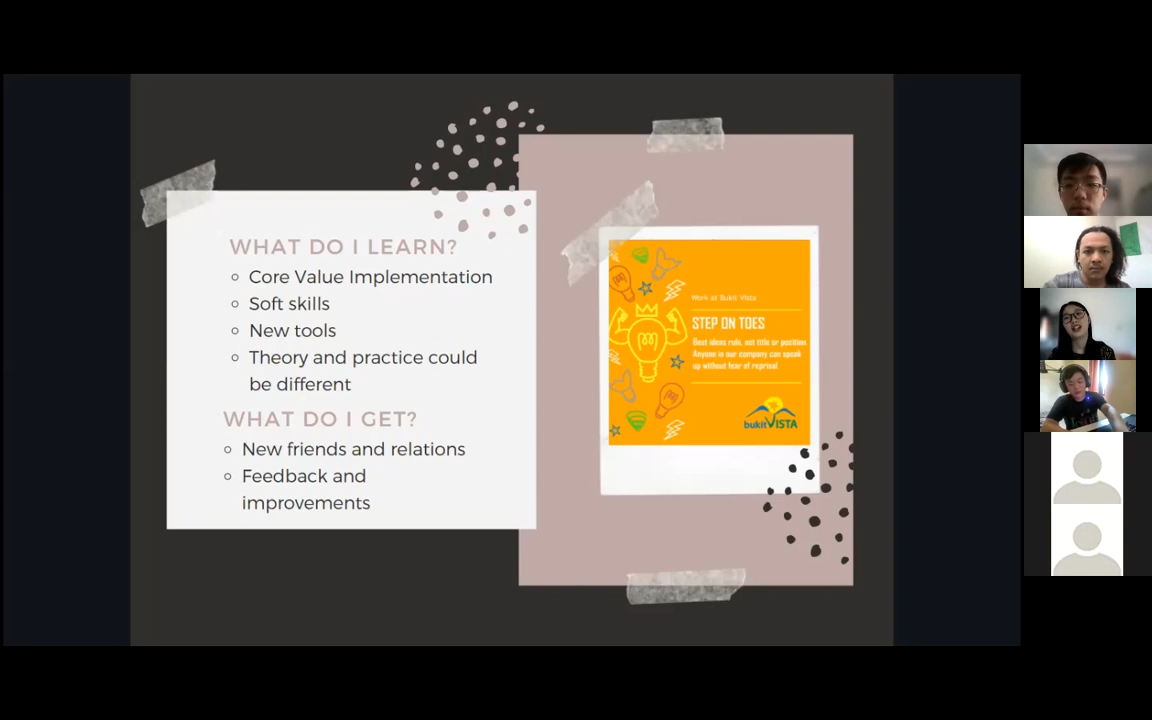 WHAT DO I LEARN?
Core Value Implementation
Soft skills
New tools
Theory and practice could
be different
WHAT DO I GET?
New friends and relations
Feedback and
improvements
Work at Bukit Vista
STEP ON TOES
Best ideas rule, not title or position.
Anyone in our company can speak
up without fear of reprisal
bukit VISTA